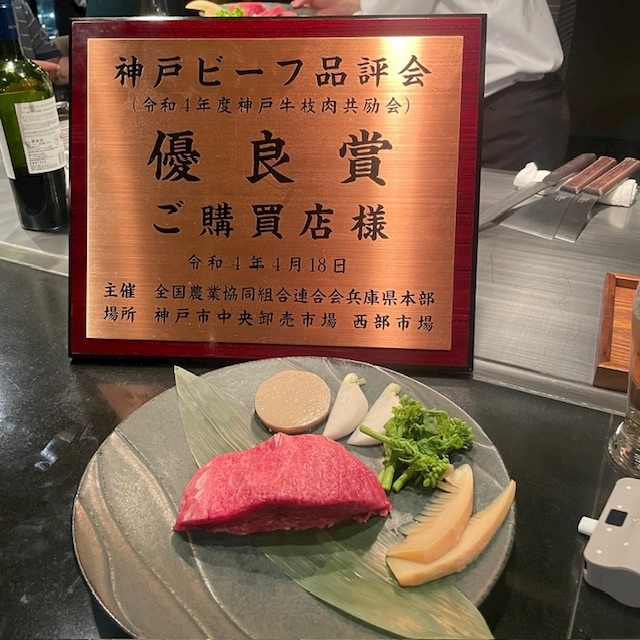 神戸ビーフ品評会
(令和4年度神戸牛枝肉共励会)
優良賞
ご購買店様
令和4年4月18日
主催 全国農業協同組合連合会兵庫県本部
場所 神戸市中央卸売市場 西部市場